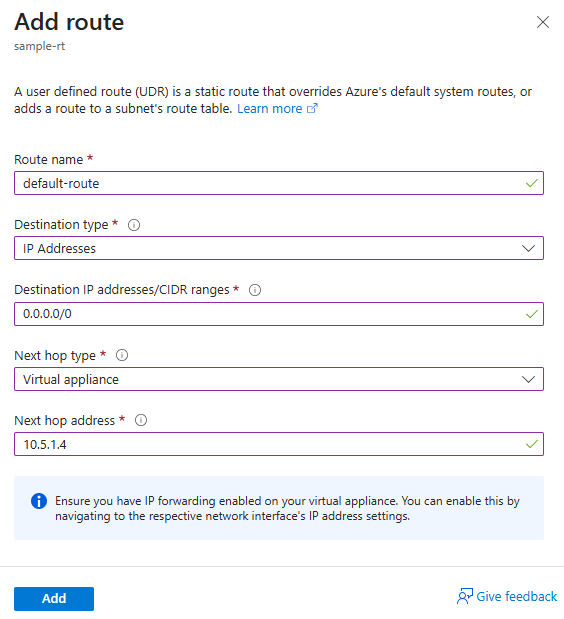 Add route
sample-rt
A user defined route (UDR) is a static route that overrides Azure's default system routes, or
adds a route to a subnet's route table. Learn more
Route name *
default-route
Destination type *
IP Addresses
Destination IP addresses/CIDR ranges *
0.0.0.0/0
Next hop type *
Virtual appliance
Next hop address *
10.5.1.4
Ensure you have IP forwarding enabled on your virtual appliance. You can enable this by
navigating to the respective network interface's IP address settings.
Add
Give feedback